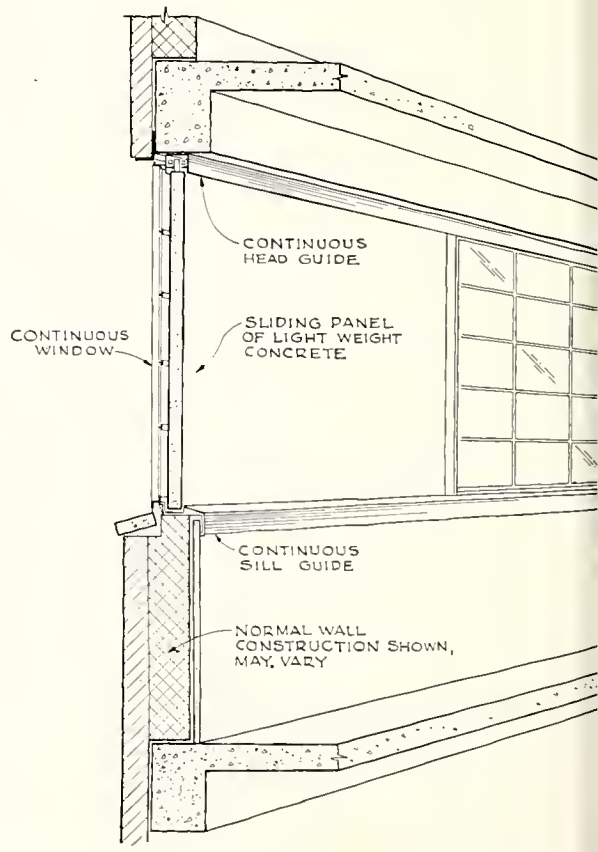 CONTINUOUS
HEAD GUIDE
SLIDING PANEL
OF LIGHT WEIGHT
CONCRETE
CONTINUOUS
WINDOW
CONTINUOUS
SILL GUIDE
NORMAL WALL
CONSTRUCTION SHOWN,
MAY. VARY